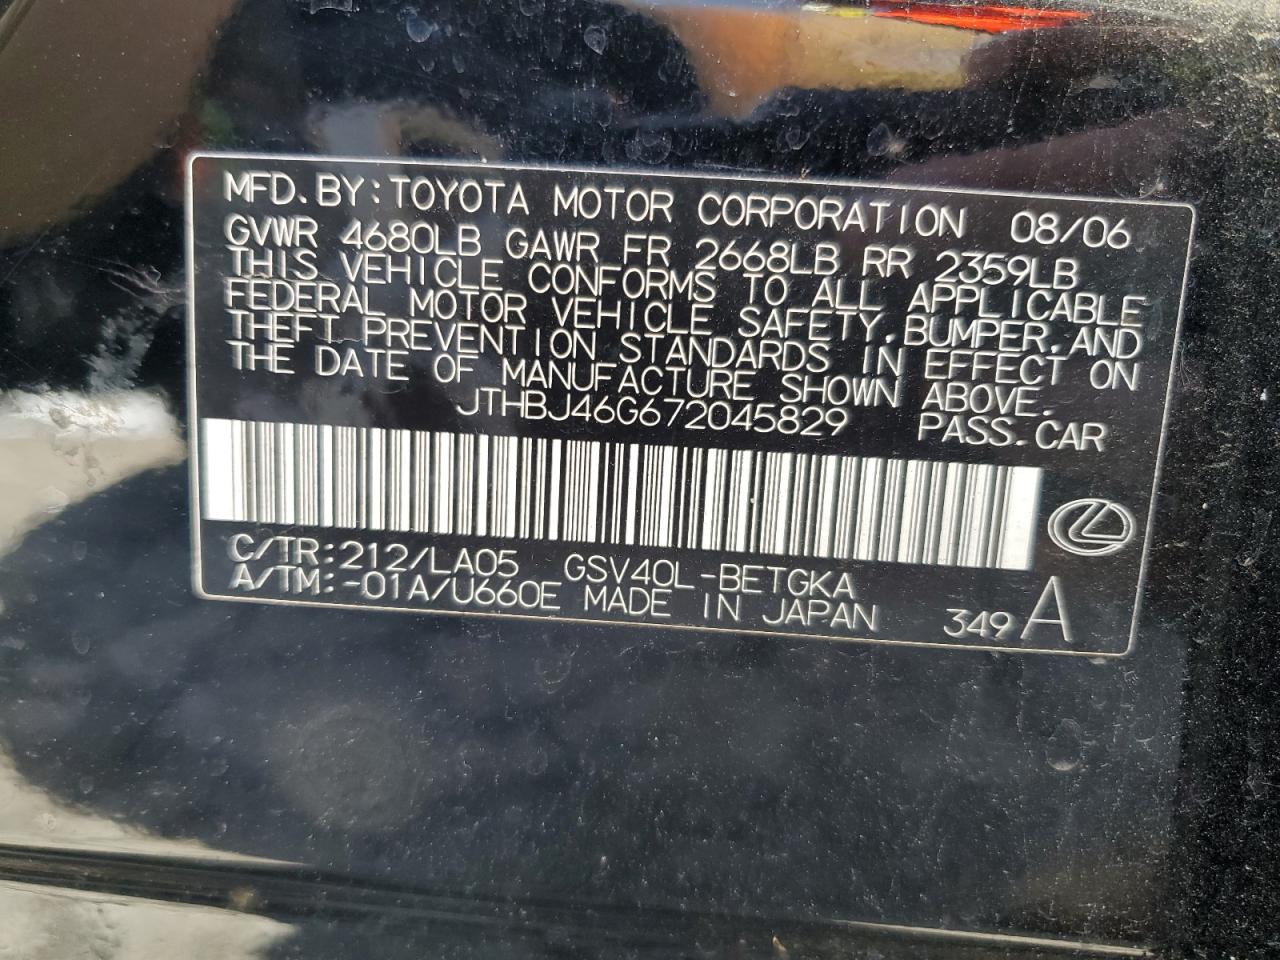 MFD.BY:TOYOTA MOTOR CORPORATION 08/06
GVWR 4680LB GAWR FR 2668LB RR 2359LB
THIS VEHICLE CONFORMS TO ALL APPLICABLE
FEDERAL MOTOR VEHICLE SAFETY,BUMPER,AND
THEFT PREVENTION STANDARDS IN EFFECT ON
THE DATE OF MANUFACTURE SHOWN ABOVE.
JTHBJ46G672045829 PASS.CAR
C/TR:212/LA05 GSV40L-BETGKA
A/TM:-01A/U660E MADE IN JAPAN 349 A